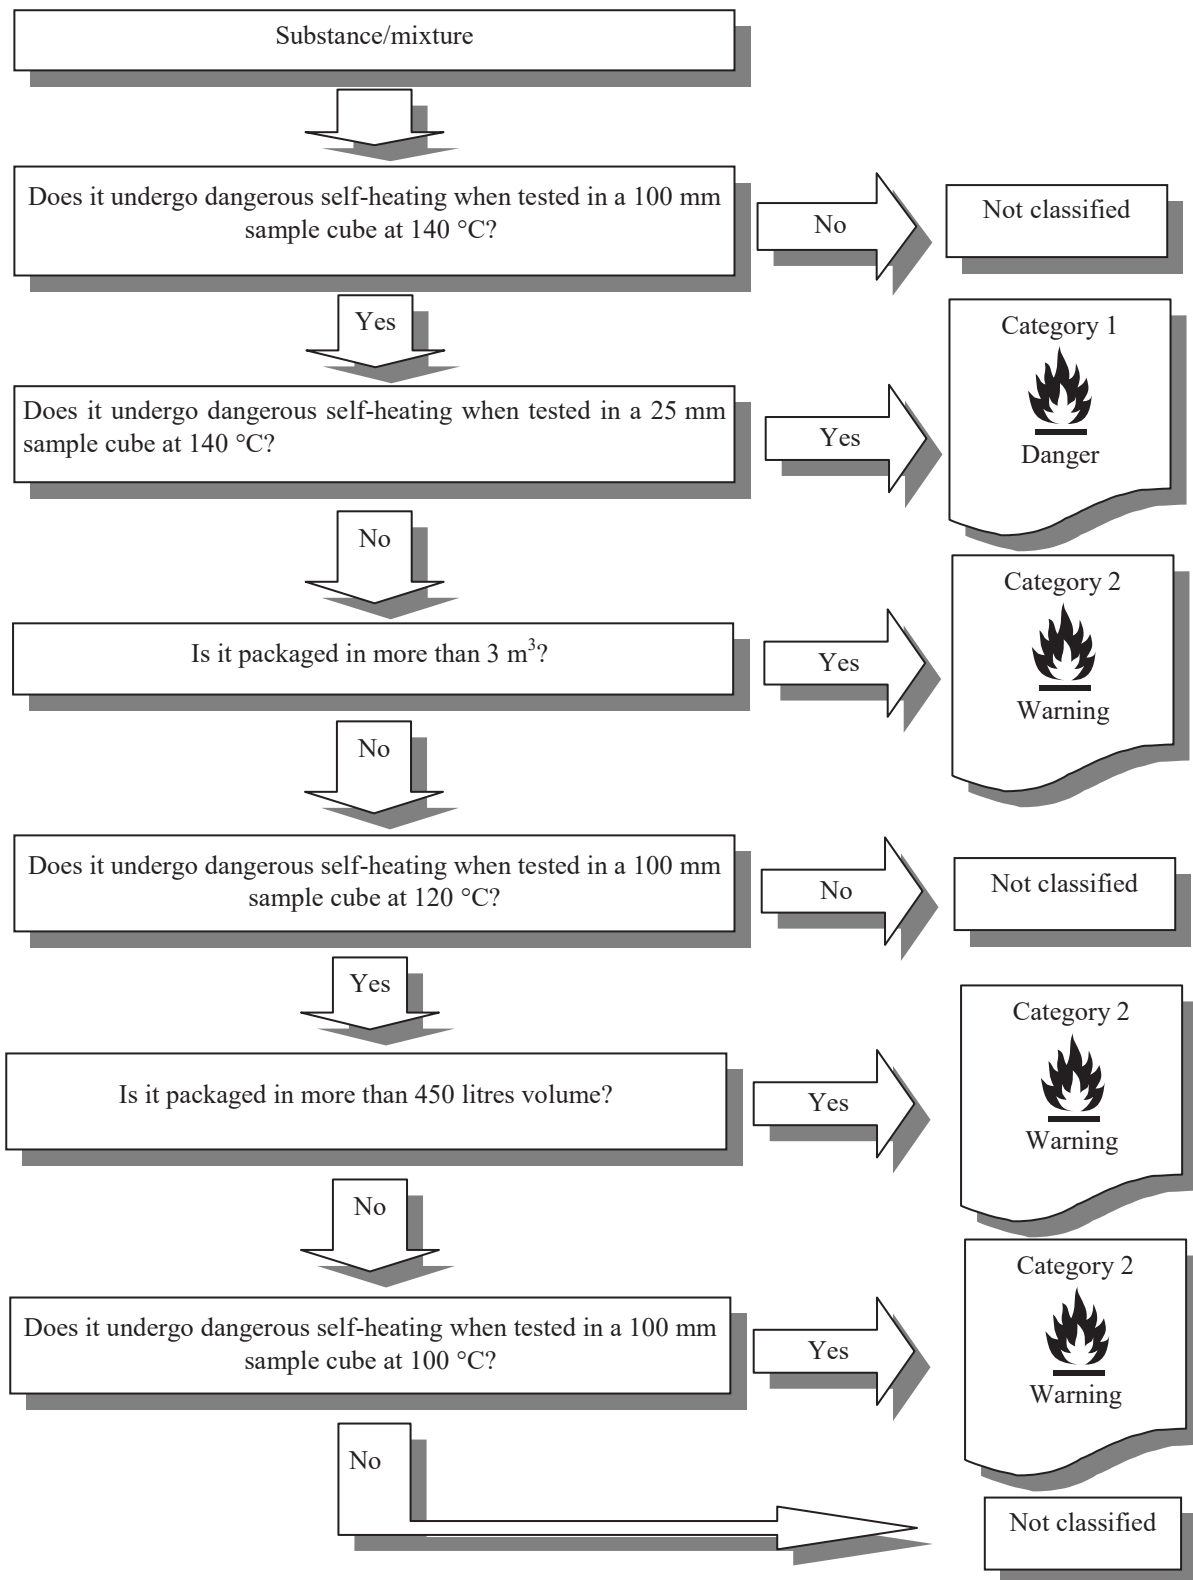 Substance/mixture
Does it undergo dangerous self-heating when tested in a 100 mm
sample cube at 140 °C?
No
Not classified
Yes
Category 1
Danger
Does it undergo dangerous self-heating when tested in a 25 mm
sample cube at 140 °C?
Yes
No
Category 2
Warning
Is it packaged in more than 3 m³?
Yes
No
Does it undergo dangerous self-heating when tested in a 100 mm
sample cube at 120 °C?
No
Not classified
Yes
Category 2
Warning
Is it packaged in more than 450 litres volume?
Yes
No
Category 2
Warning
Does it undergo dangerous self-heating when tested in a 100 mm
sample cube at 100 °C?
Yes
No
Not classified